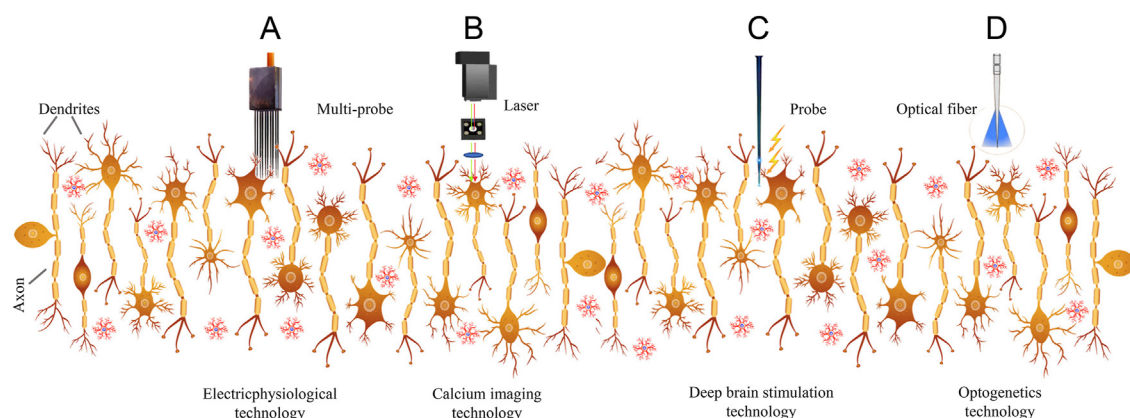 A
B
C
D
Dendrites
Multi-probe
Laser
Probe
Optical fiber
Axon
Electricphysiological
technology
Calcium imaging
technology
Deep brain stimulation
technology
Optogenetics
technology